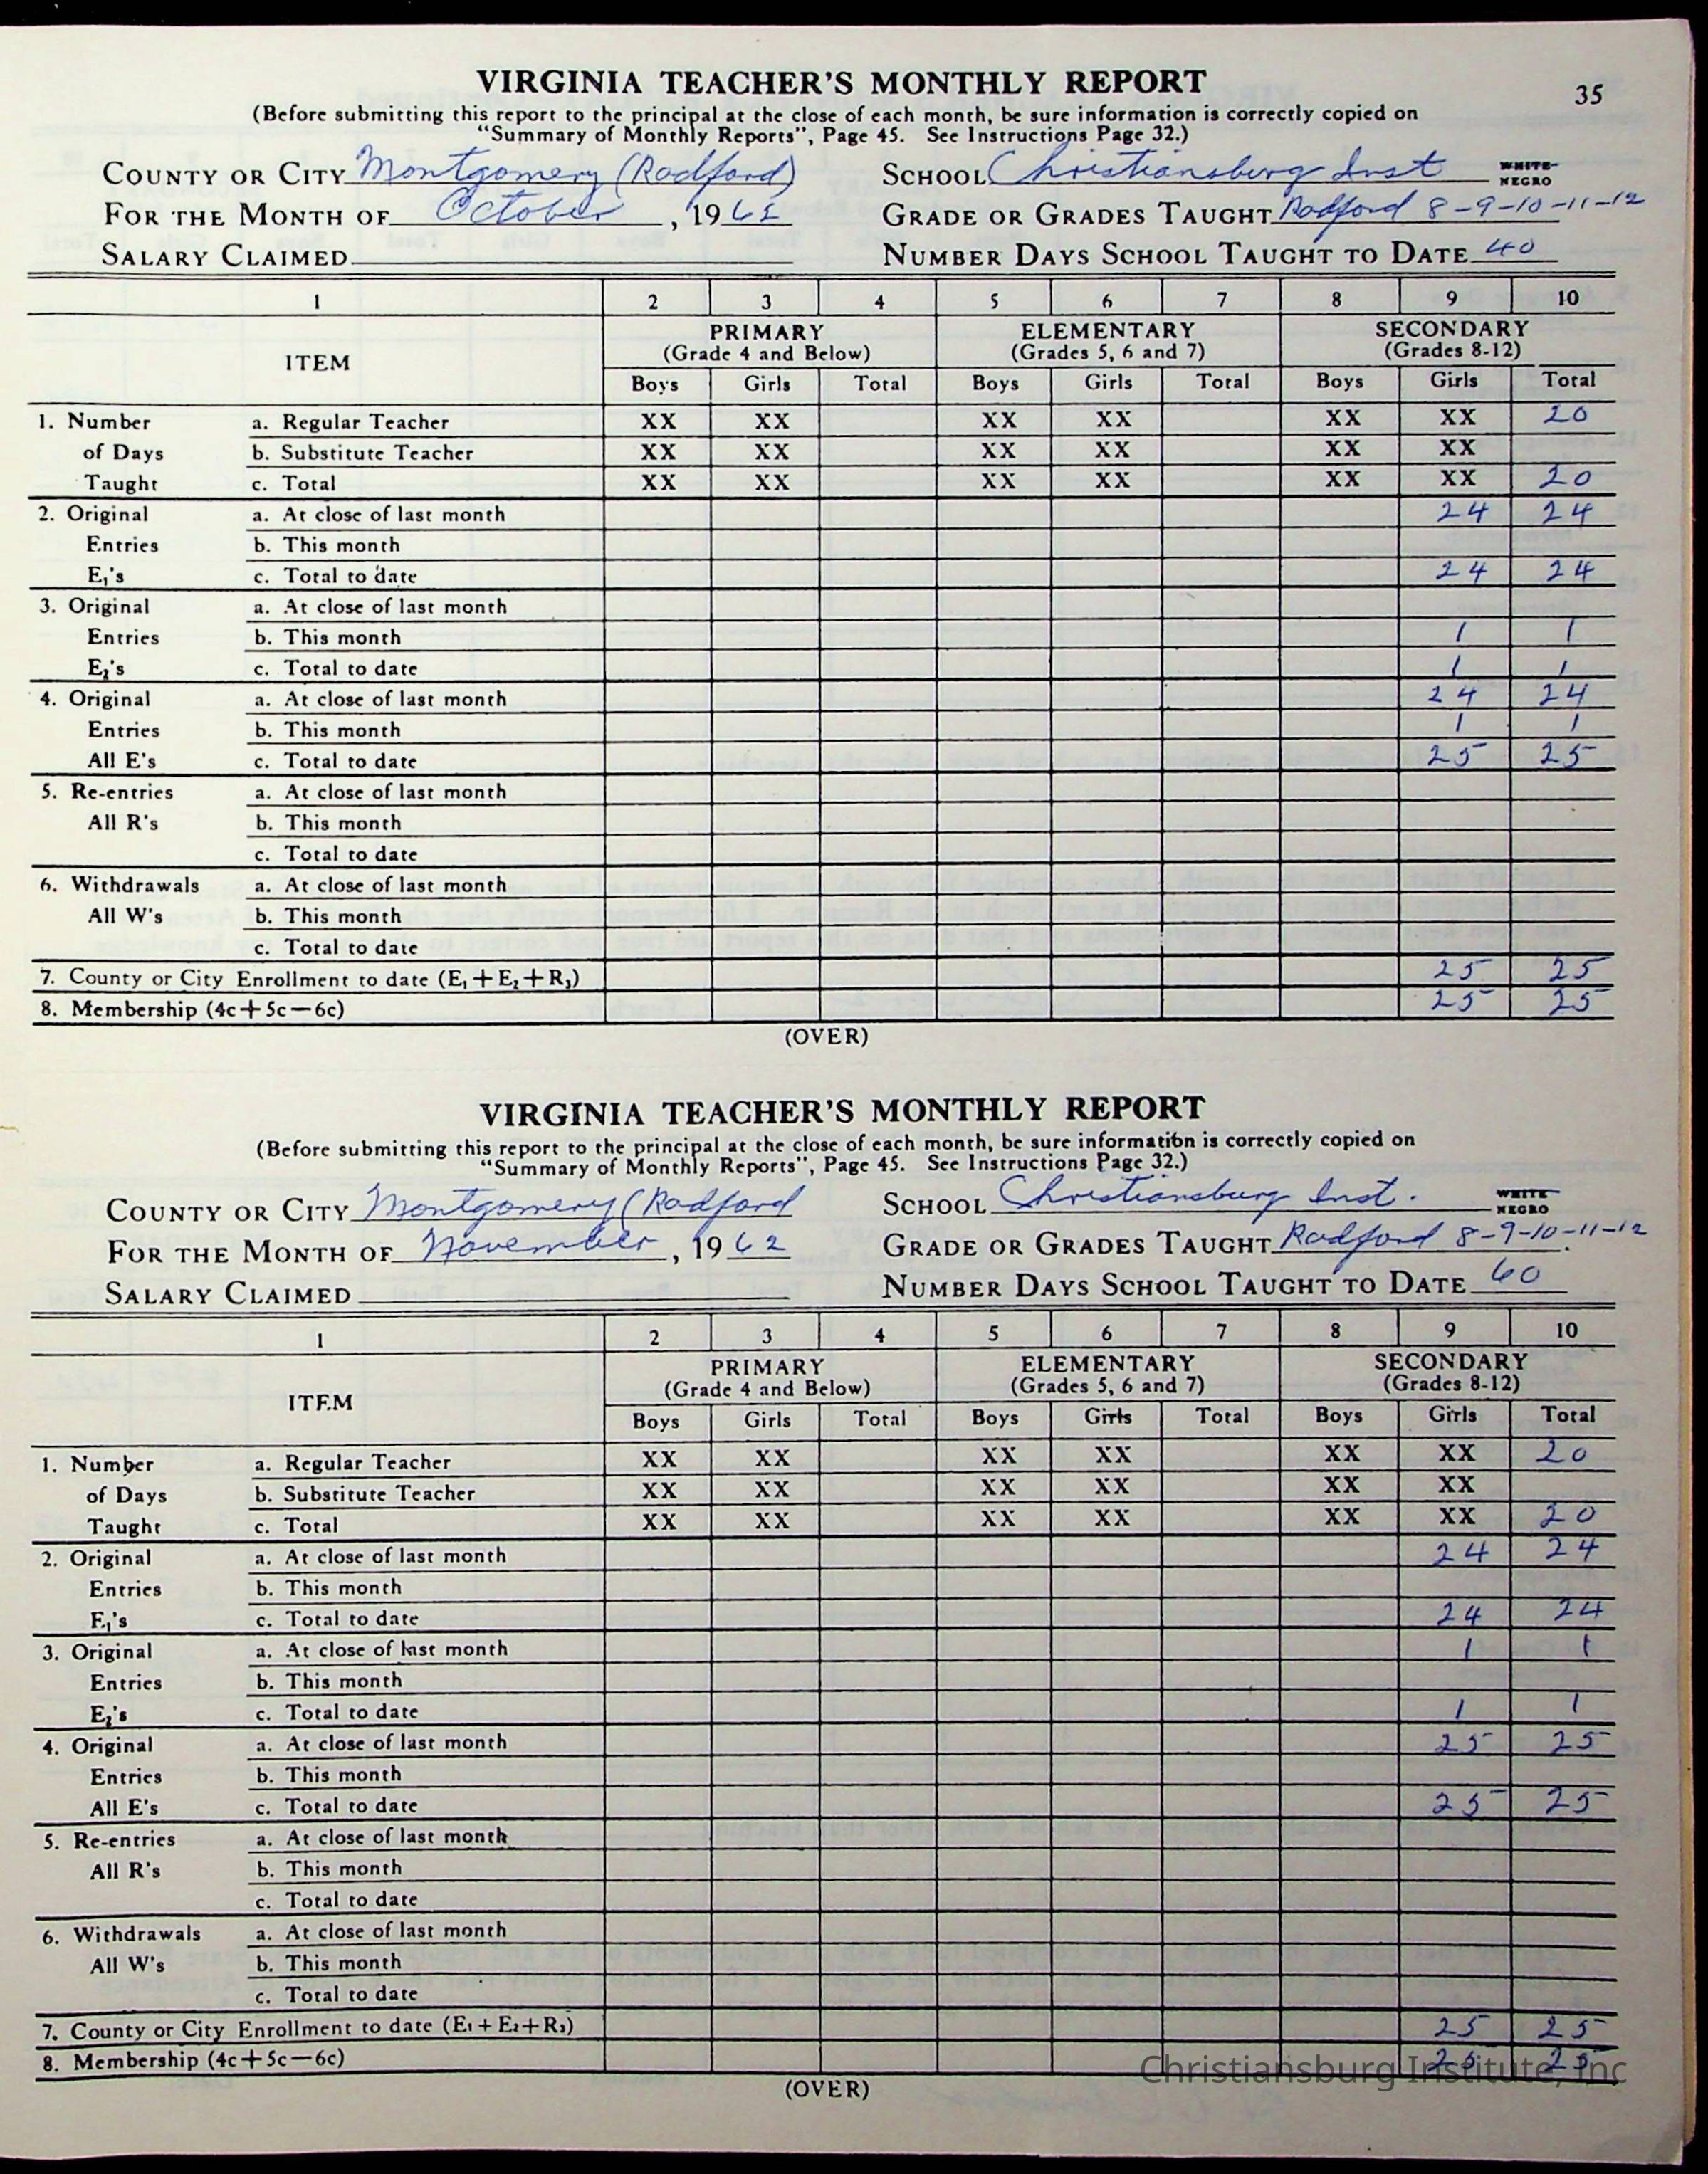 35
VIRGINIA TEACHER'S MONTHLY REPORT
(Before submitting this report to the principal at the close of each month, be sure information is correctly copied on
"Summary of Monthly Reports", Page 45. See Instructions Page 32.)
COUNTY OR CITY Montgomery (Radford) SCHOOL Christiansburg Inst WHITE NEGRO
FOR THE MONTH OF October, 1962 GRADE OR GRADES TAUGHT Radford 8-9-10-11-12
SALARY CLAIMED NUMBER DAYS SCHOOL TAUGHT TO DATE 40
1 2 3 4 5 6 7 8 9 10
ITEM PRIMARY (Grade 4 and Below) ELEMENTARY (Grades 5, 6 and 7) SECONDARY (Grades 8-12)
Boys Girls Total Boys Girls Total Boys Girls Total
1. Number a. Regular Teacher XX XX XX XX XX XX 20
of Days b. Substitute Teacher XX XX XX XX XX XX
Taught c. Total XX XX XX XX XX XX 20
2. Original a. At close of last month 24 24
Entries b. This month
E1's c. Total to date 24 24
3. Original a. At close of last month
Entries b. This month 1 1
E2's c. Total to date 1 1
4. Original a. At close of last month 24 24
Entries b. This month 1 1
All E's c. Total to date 25 25
5. Re-entries a. At close of last month
All R's b. This month
c. Total to date
6. Withdrawals a. At close of last month
All W's b. This month
c. Total to date
7. County or City Enrollment to date (E1+E2+R3) 25 25
8. Membership (4c+5c−6c) 25 25
(OVER)
VIRGINIA TEACHER'S MONTHLY REPORT
(Before submitting this report to the principal at the close of each month, be sure information is correctly copied on
"Summary of Monthly Reports", Page 45. See Instructions Page 32.)
COUNTY OR CITY Montgomery (Radford SCHOOL Christiansburg Inst. WHITE NEGRO
FOR THE MONTH OF November, 1962 GRADE OR GRADES TAUGHT Radford 8-9-10-11-12
SALARY CLAIMED NUMBER DAYS SCHOOL TAUGHT TO DATE 60
1 2 3 4 5 6 7 8 9 10
ITEM PRIMARY (Grade 4 and Below) ELEMENTARY (Grades 5, 6 and 7) SECONDARY (Grades 8-12)
Boys Girls Total Boys Girls Total Boys Girls Total
1. Number a. Regular Teacher XX XX XX XX XX XX 20
of Days b. Substitute Teacher XX XX XX XX XX XX
Taught c. Total XX XX XX XX XX XX 20
2. Original a. At close of last month 24 24
Entries b. This month
E1's c. Total to date 24 24
3. Original a. At close of last month 1 1
Entries b. This month
E2's c. Total to date 1 1
4. Original a. At close of last month 25 25
Entries b. This month
All E's c. Total to date 25 25
5. Re-entries a. At close of last month
All R's b. This month
c. Total to date
6. Withdrawals a. At close of last month
All W's b. This month
c. Total to date
7. County or City Enrollment to date (E1+E2+R3) 25 25
8. Membership (4c+5c−6c) 25 25
Christiansburg Institute, Inc
(OVER)